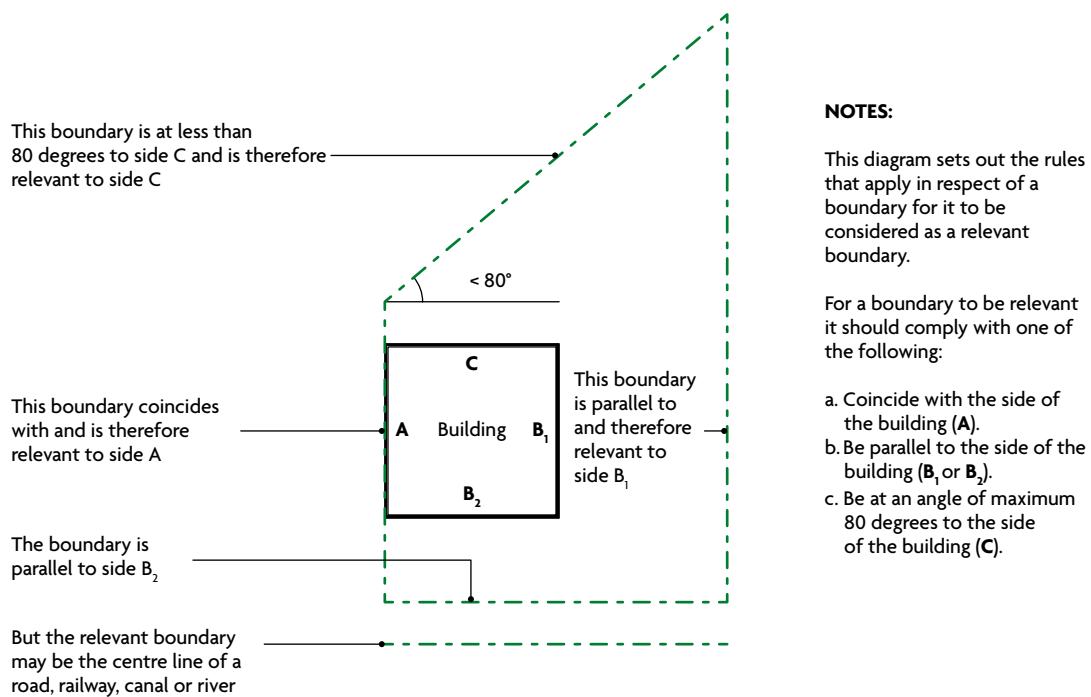 This boundary is at less than
80 degrees to side C and is therefore
relevant to side C
< 80°
This boundary coincides
with and is therefore
relevant to side A
C
A Building B₁
B₂
This boundary
is parallel to
and therefore
relevant to
side B₁
The boundary is
parallel to side B₂
But the relevant boundary
may be the centre line of a
road, railway, canal or river
NOTES:
This diagram sets out the rules
that apply in respect of a
boundary for it to be
considered as a relevant
boundary.
For a boundary to be relevant
it should comply with one of
the following:
a. Coincide with the side of
the building (A).
b. Be parallel to the side of the
building (B₁ or B₂).
c. Be at an angle of maximum
80 degrees to the side
of the building (C).